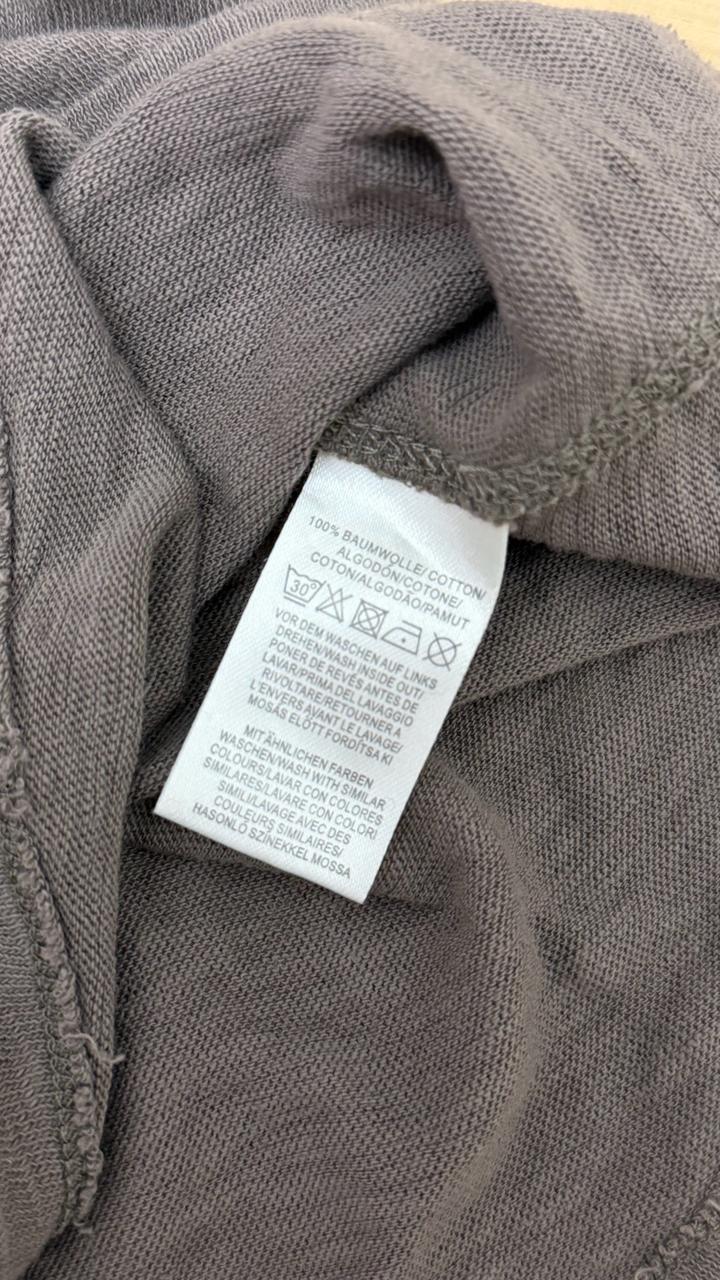 100% BAUMWOLLE/ COTTON/
ALGODÓN/COTONE/
COTON/ALGODÃO/PAMUT
30°
VOR DEM WASCHEN AUF LINKS
DREHEN/WASH INSIDE OUT/
PONER DE REVÉS ANTES DE
LAVAR/PRIMA DEL LAVAGGIO
RIVOLTARE/RETOURNER A
L'ENVERS AVANT LE LAVAGE/
MOSÁS ELŐTT FORDÍTSA KI
MIT ÄHNLICHEN FARBEN
WASCHEN/WASH WITH SIMILAR
COLOURS/LAVAR CON COLORES
SIMILARES/LAVARE CON COLORI
SIMILI/LAVAGE AVEC DES
COULEURS SIMILAIRES/
HASONLÓ SZÍNEKKEL MOSSA